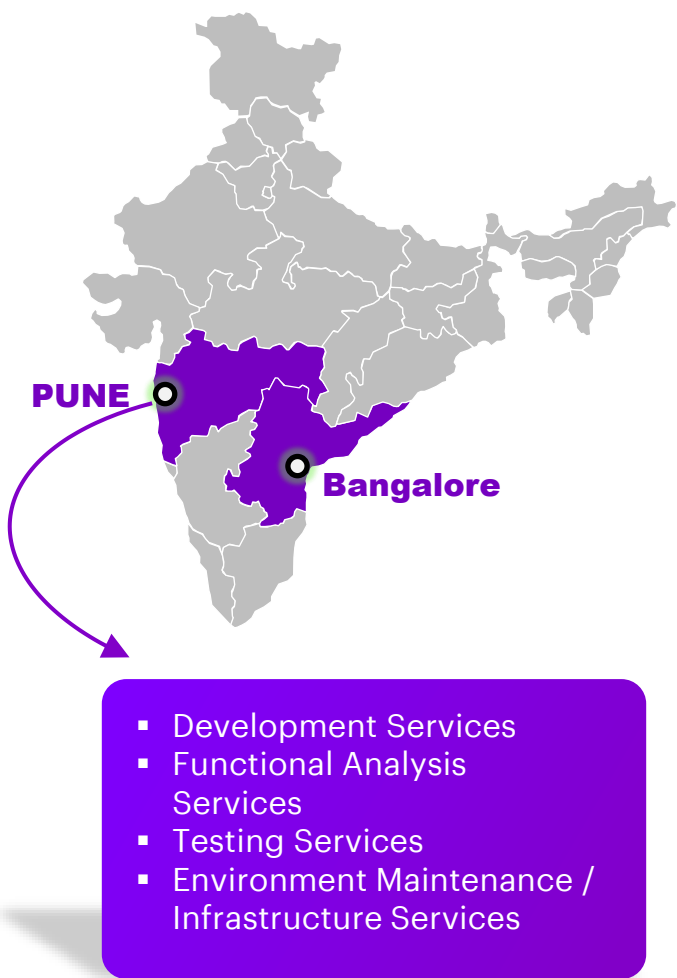 PUNE
Bangalore
▪ Development Services
▪ Functional Analysis
Services
▪ Testing Services
▪ Environment Maintenance /
Infrastructure Services